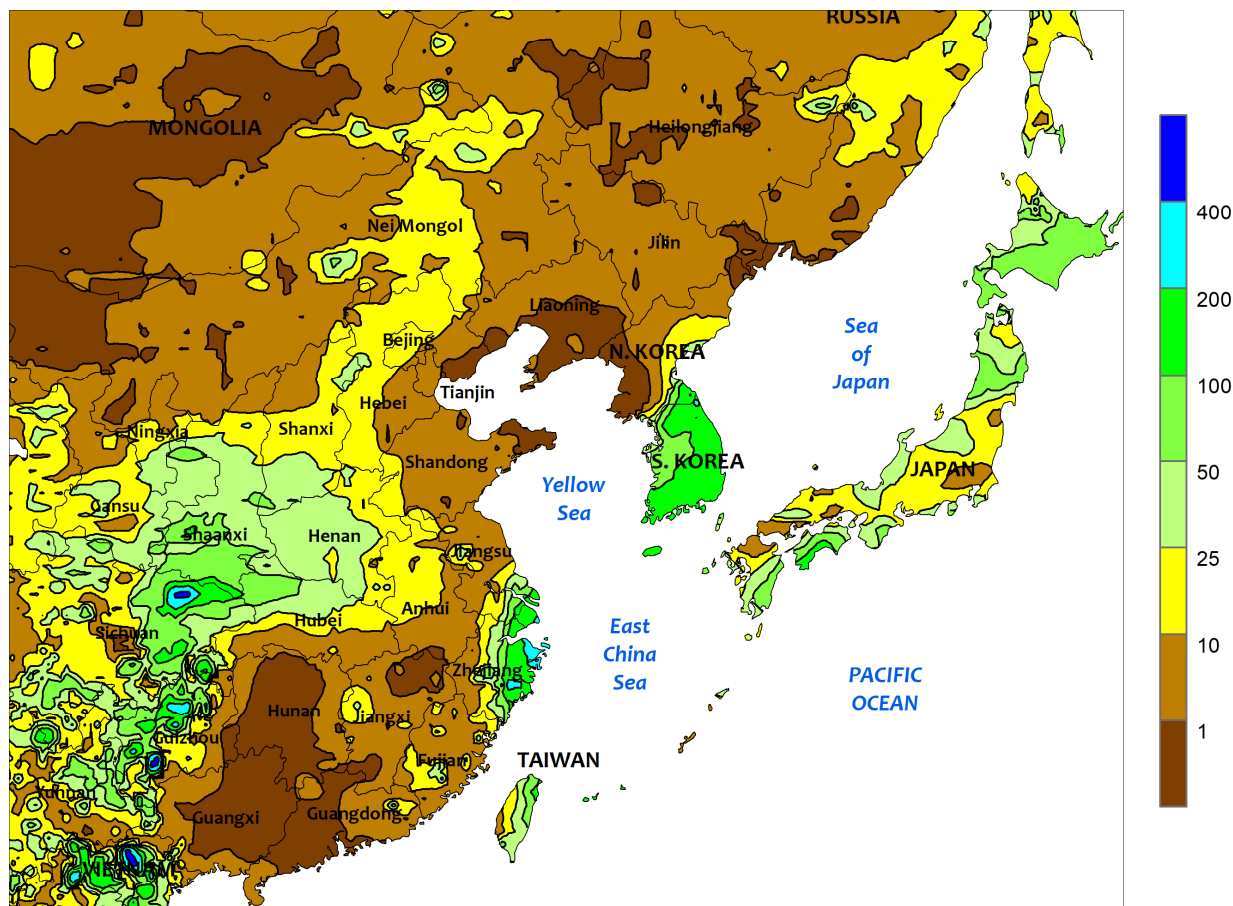 RUSSIA
MONGOLIA
Heilongjiang
400
Nei Mongol
Jilin
200
Liaoning
Sea
of
Japan
Bejing
N. KOREA
100
Tianjin
Hebei
Ningxia
Shanxi
Shandong
S. KOREA
JAPAN
50
Yellow
Sea
Gansu
Shaanxi
Henan
Jiangsu
25
Anhui
Hubei
Sichuan
East
China
Sea
10
Zhejiang
PACIFIC
OCEAN
Hunan
Jiangxi
Guizhou
1
Fujian
TAIWAN
Yunnan
Guangxi
Guangdong
VIETNAM